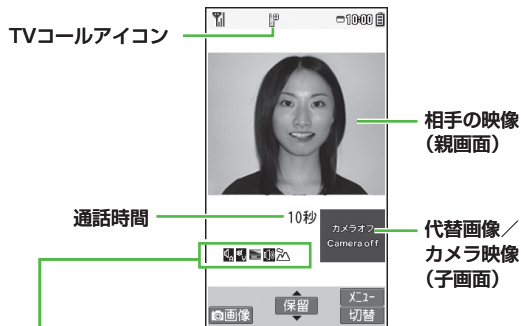 TVコールアイコン
10:00
相手の映像
(親画面)
通話時間
10秒
カメラオフ
Camera off
代替画像/
カメラ映像
(子画面)
メニュー
画像
保留
切替